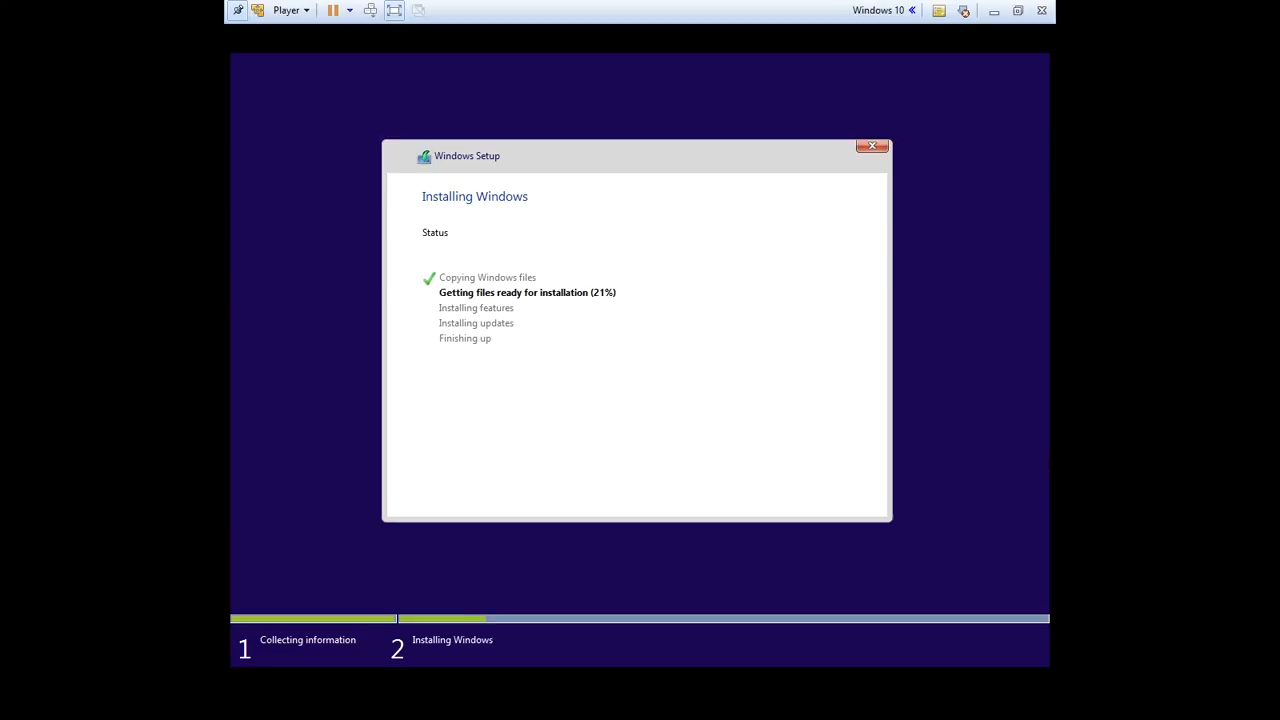 Player
Windows 10
Windows Setup
Installing Windows
Status
Copying Windows files
Getting files ready for installation (21%)
Installing features
Installing updates
Finishing up
1 Collecting information
2 Installing Windows